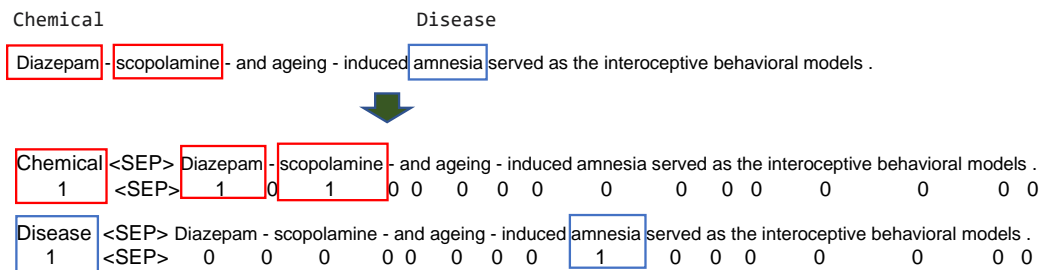 Chemical Disease
Diazepam - scopolamine - and ageing - induced amnesia served as the interoceptive behavioral models .
Chemical <SEP> Diazepam - scopolamine - and ageing - induced amnesia served as the interoceptive behavioral models .
1 <SEP> 1 0 1 0 0 0 0 0 0 0 0 0 0 0 0 0 0
Disease <SEP> Diazepam - scopolamine - and ageing - induced amnesia served as the interoceptive behavioral models .
1 <SEP> 0 0 0 0 0 0 0 0 1 0 0 0 0 0 0 0